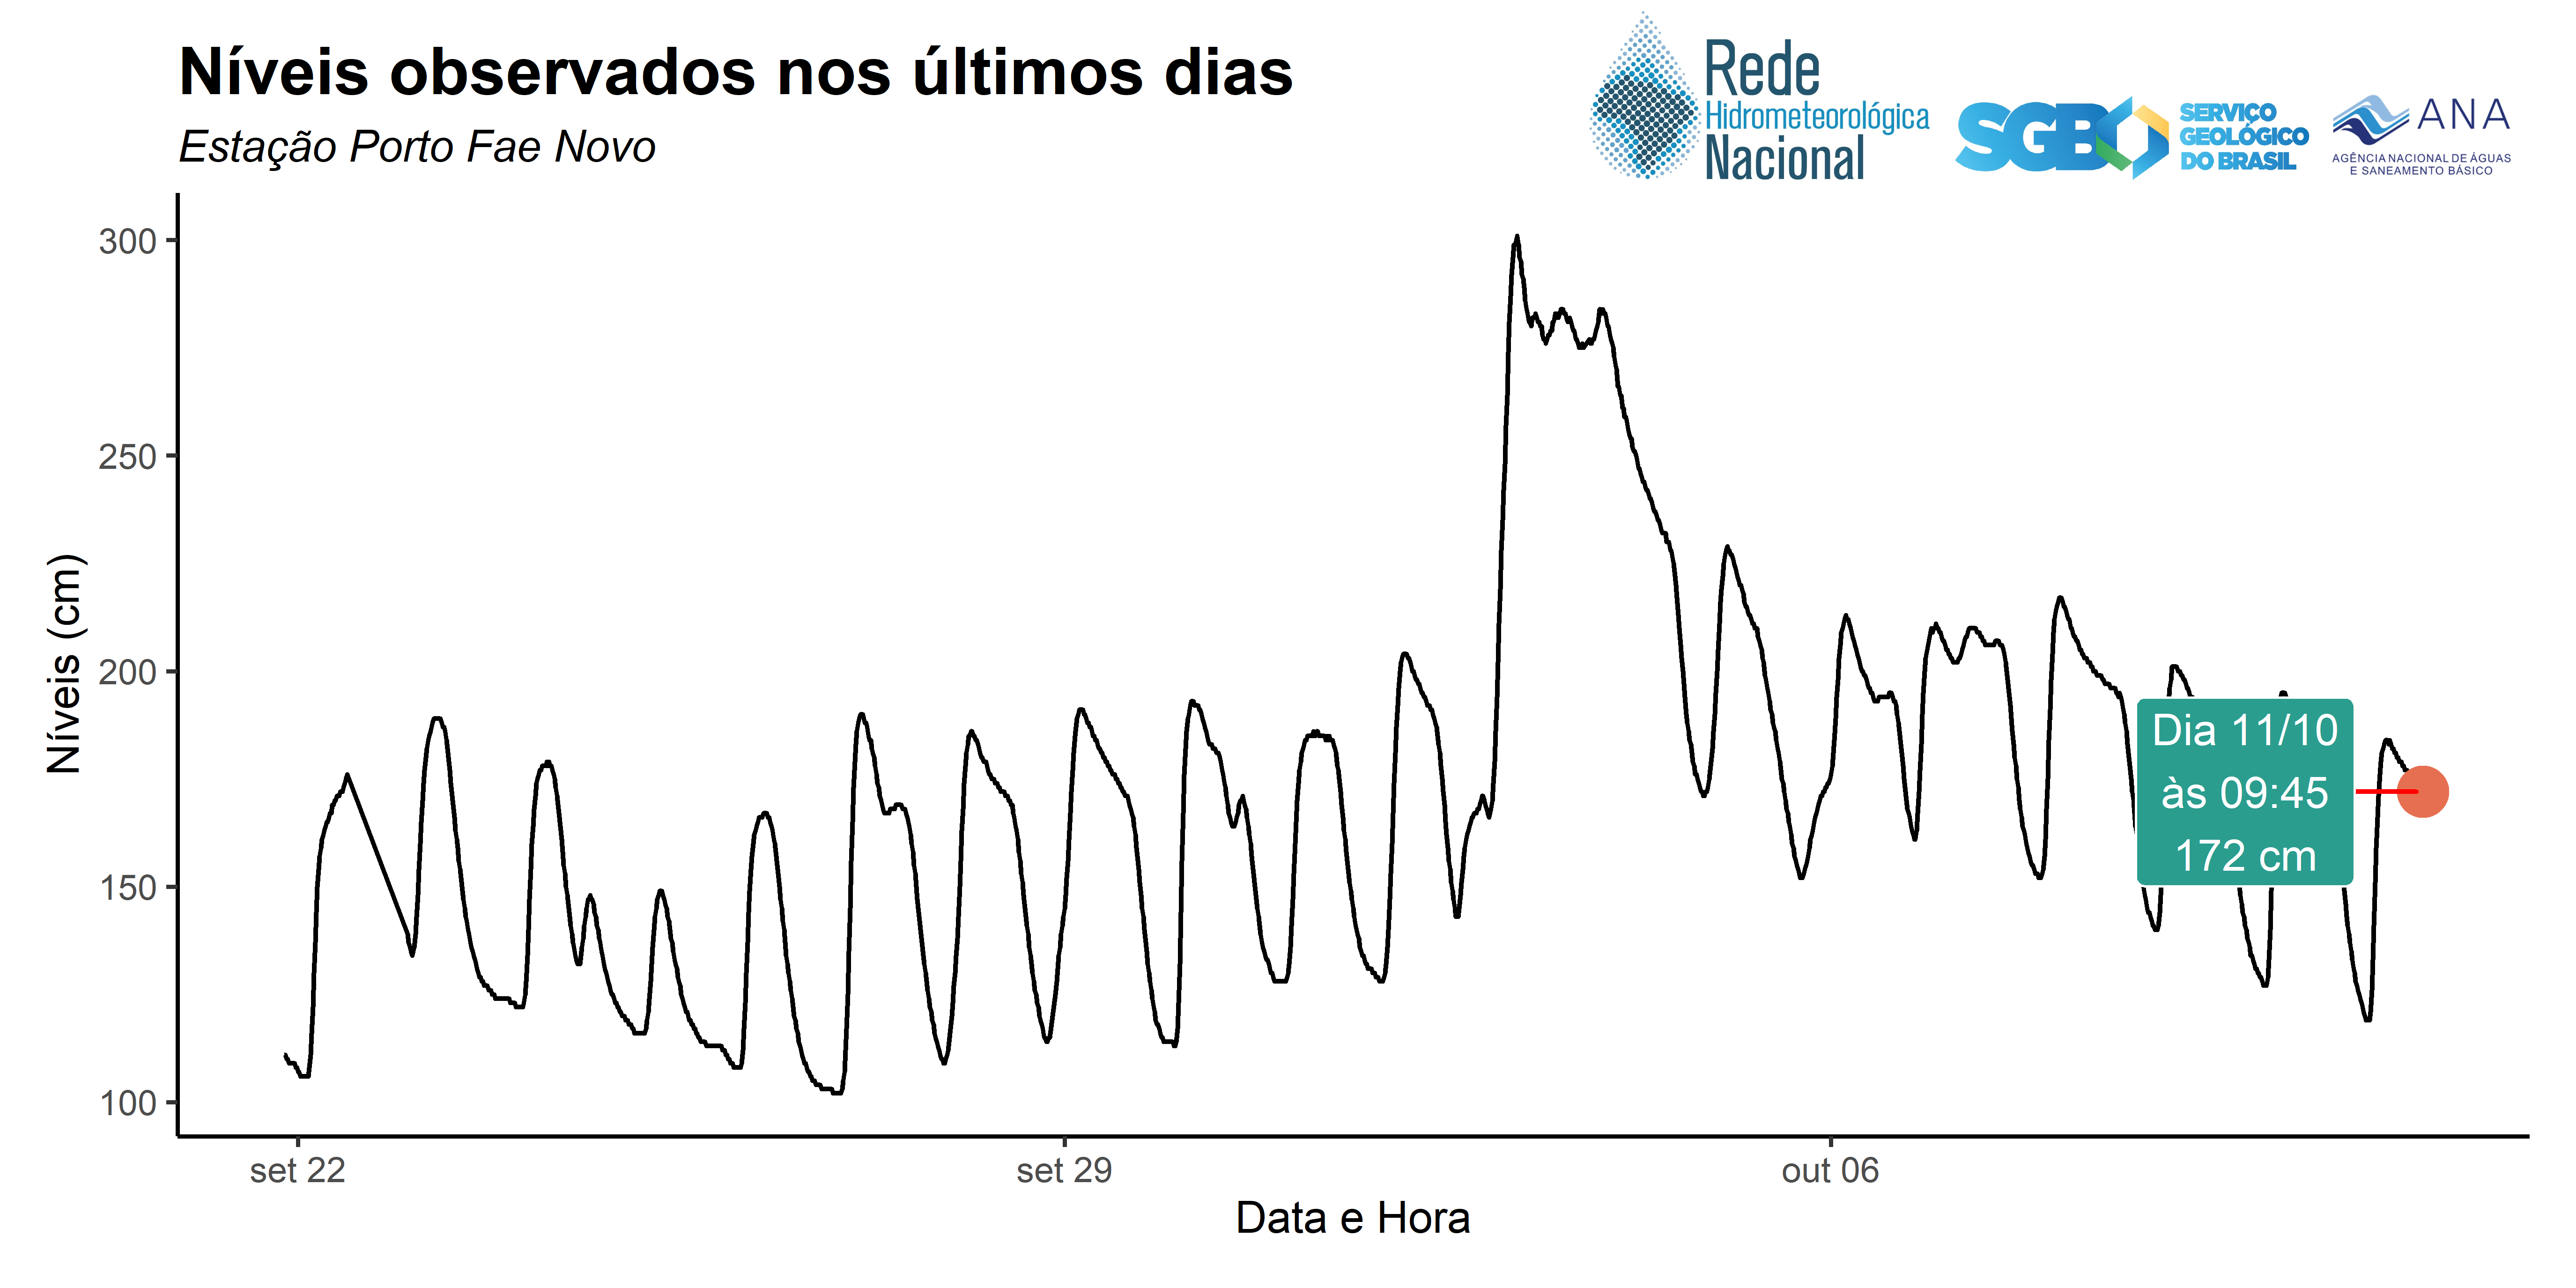 Níveis observados nos últimos dias
Estação Porto Fae Novo
Rede
Hidrometeorológica
Nacional
SGB
SERVIÇO
GEOLÓGICO
DO BRASIL
ANA
AGÊNCIA NACIONAL DE ÁGUAS
E SANEAMENTO BÁSICO
Níveis (cm)
300
250
200
150
100
Dia 11/10
às 09:45
172 cm
set 22
set 29
out 06
Data e Hora